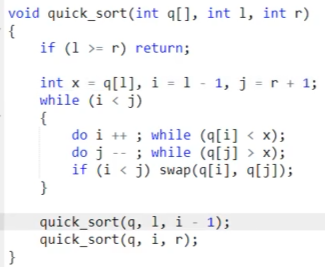 void quick_sort(int q[], int l, int r)
{
if (l >= r) return;
int x = q[l], i = l - 1, j = r + 1;
while (i < j)
{
do i ++ ; while (q[i] < x);
do j -- ; while (q[j] > x);
if (i < j) swap(q[i], q[j]);
}
quick_sort(q, l, i - 1);
quick_sort(q, i, r);
}